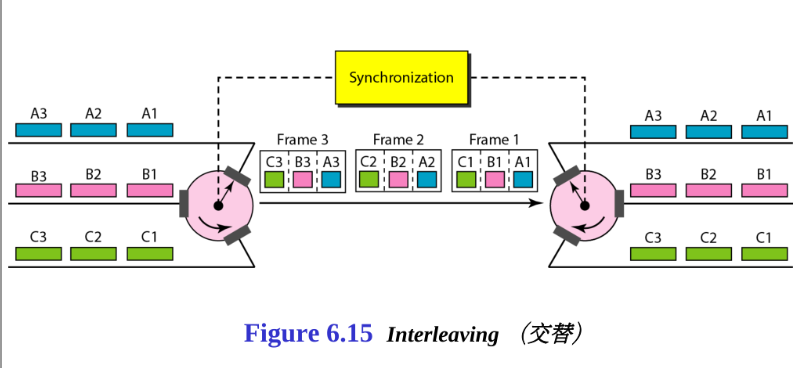 Synchronization
A3 A2 A1
A3 A2 A1
Frame 3 Frame 2 Frame 1
C3 B3 A3 C2 B2 A2 C1 B1 A1
B3 B2 B1
B3 B2 B1
C3 C2 C1
C3 C2 C1
Figure 6.15 Interleaving （交替）